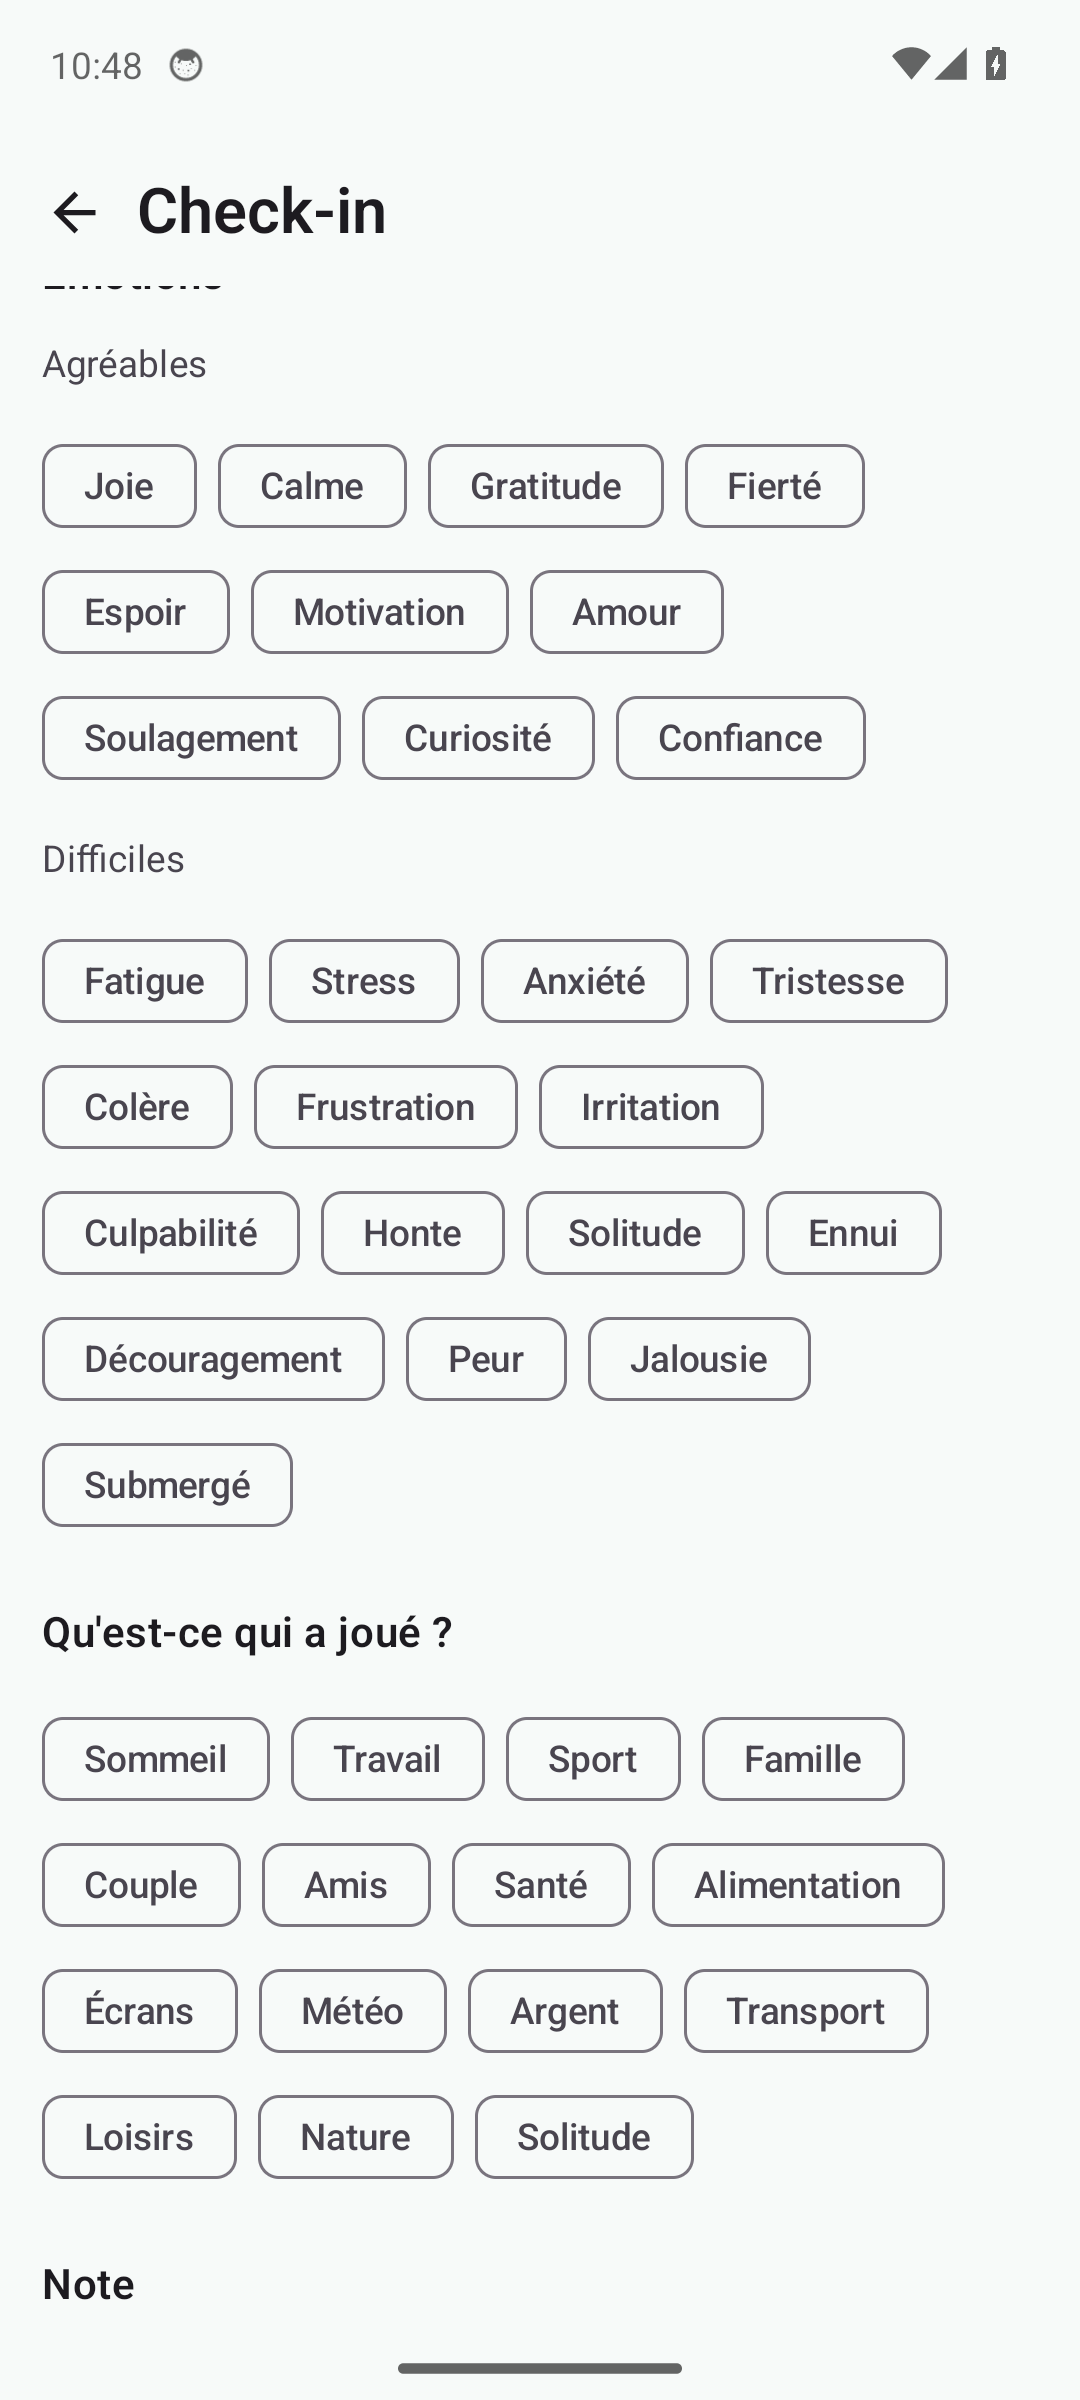 10:48
Check-in
Emotions
Agréables
Joie Calme Gratitude Fierté
Espoir Motivation Amour
Soulagement Curiosité Confiance
Difficiles
Fatigue Stress Anxiété Tristesse
Colère Frustration Irritation
Culpabilité Honte Solitude Ennui
Découragement Peur Jalousie
Submergé
Qu'est-ce qui a joué ?
Sommeil Travail Sport Famille
Couple Amis Santé Alimentation
Écrans Météo Argent Transport
Loisirs Nature Solitude
Note